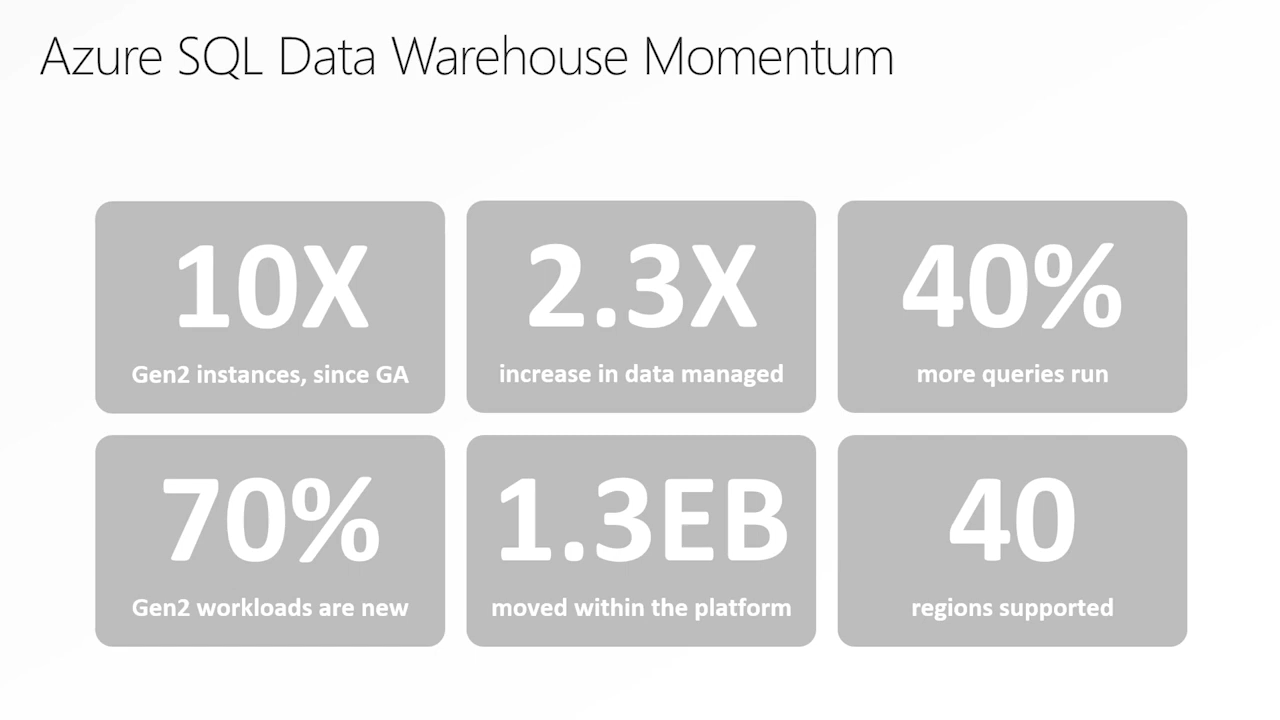 Azure SQL Data Warehouse Momentum
10X
Gen2 instances, since GA
2.3X
increase in data managed
40%
more queries run
70%
Gen2 workloads are new
1.3EB
moved within the platform
40
regions supported